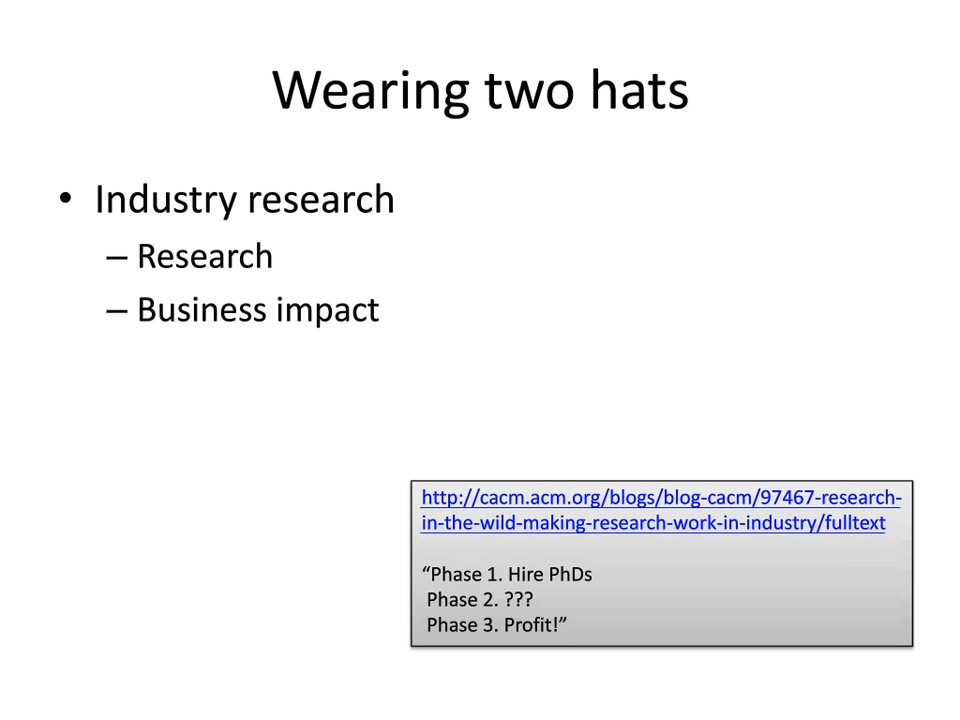 Wearing two hats
• Industry research
– Research
– Business impact
http://cacm.acm.org/blogs/blog-cacm/97467-research-
in-the-wild-making-research-work-in-industry/fulltext
“Phase 1. Hire PhDs
Phase 2. ???
Phase 3. Profit!”